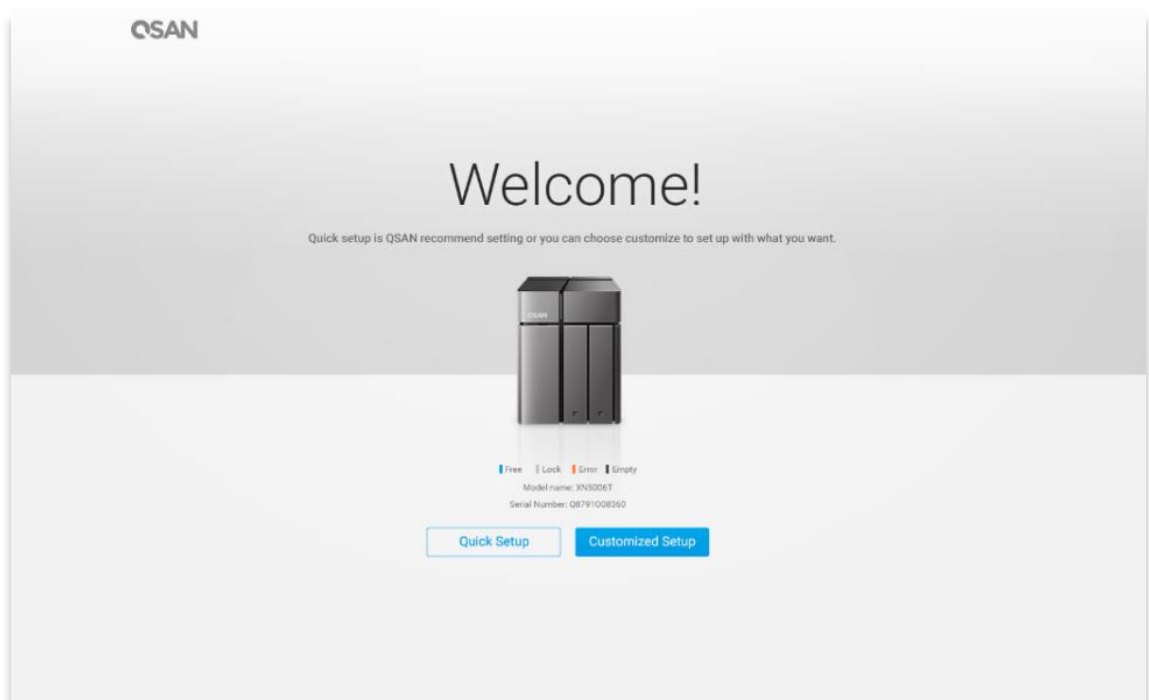 QSAN
Welcome!
Quick setup is QSAN recommend setting or you can choose customize to set up with what you want.
QSAN
Free Lock Error Empty
Model name: XN5006T
Serial Number: Q8791O08360
Quick Setup Customized Setup